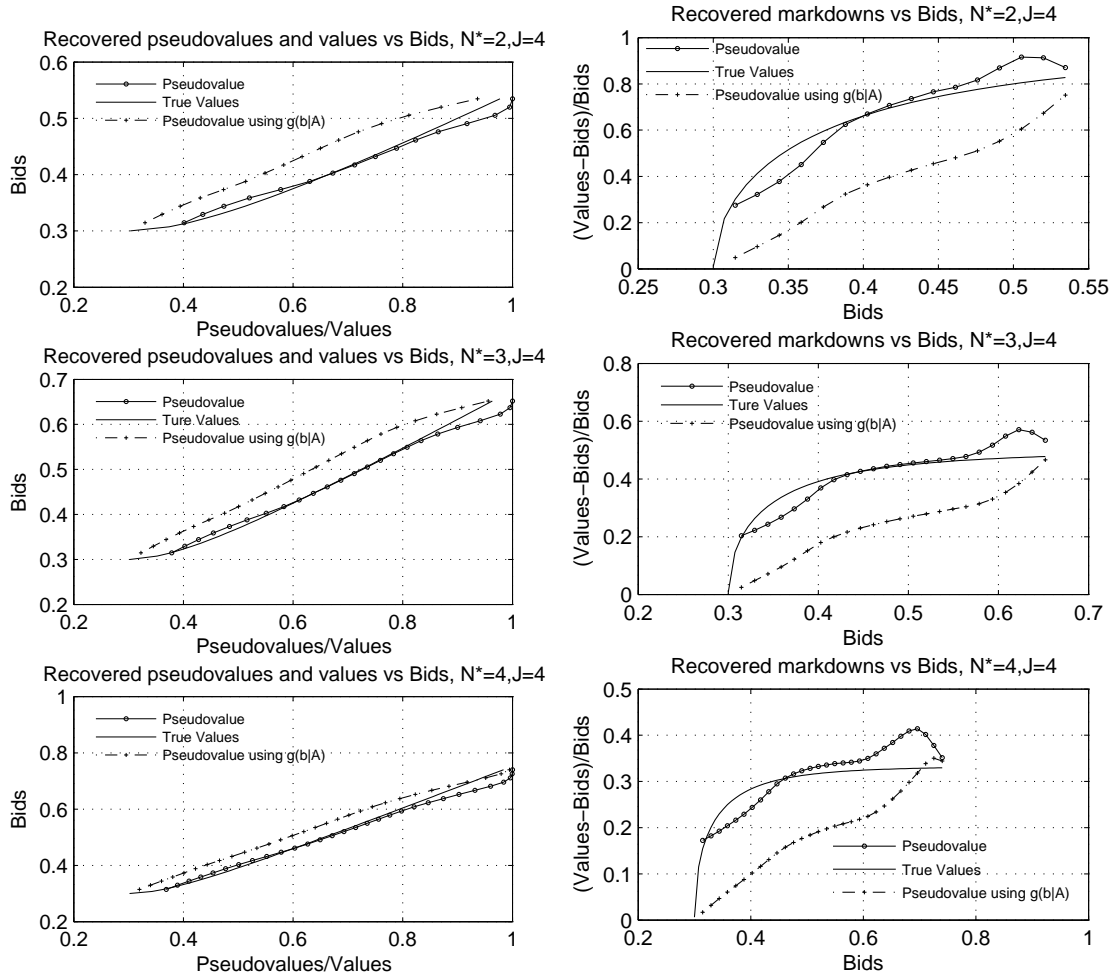 Recovered pseudovalues and values vs Bids, N*=2,J=4
0.6
0.5
0.4
0.3
0.2
Bids
Pseudovalue
True Values
Pseudovalue using g(b|A)
0.2
0.4
0.6
0.8
1
Pseudovalues/Values
Recovered markdowns vs Bids, N*=2,J=4
1
0.8
0.6
0.4
0.2
0
(Values−Bids)/Bids
Pseudovalue
True Values
Pseudovalue using g(b|A)
0.25
0.3
0.35
0.4
0.45
0.5
0.55
Bids
Recovered pseudovalues and values vs Bids, N*=3,J=4
0.7
0.6
0.5
0.4
0.3
0.2
Bids
Pseudovalue
Ture Values
Pseudovalue using g(b|A)
0.2
0.4
0.6
0.8
1
Pseudovalues/Values
Recovered markdowns vs Bids, N*=3,J=4
0.8
0.6
0.4
0.2
0
(Values−Bids)/Bids
Pseudovalue
Ture Values
Pseudovalue using g(b|A)
0.2
0.3
0.4
0.5
0.6
0.7
Bids
Recovered pseudovalues and values vs Bids, N*=4,J=4
1
0.8
0.6
0.4
0.2
Bids
Pseudovalue
True Values
Pseudovalue using g(b|A)
0.2
0.4
0.6
0.8
1
Pseudovalues/Values
Recovered markdowns vs Bids, N*=4,J=4
0.5
0.4
0.3
0.2
0.1
0
(Values−Bids)/Bids
Pseudovalue
True Values
Pseudovalue using g(b|A)
0.2
0.4
0.6
0.8
1
Bids